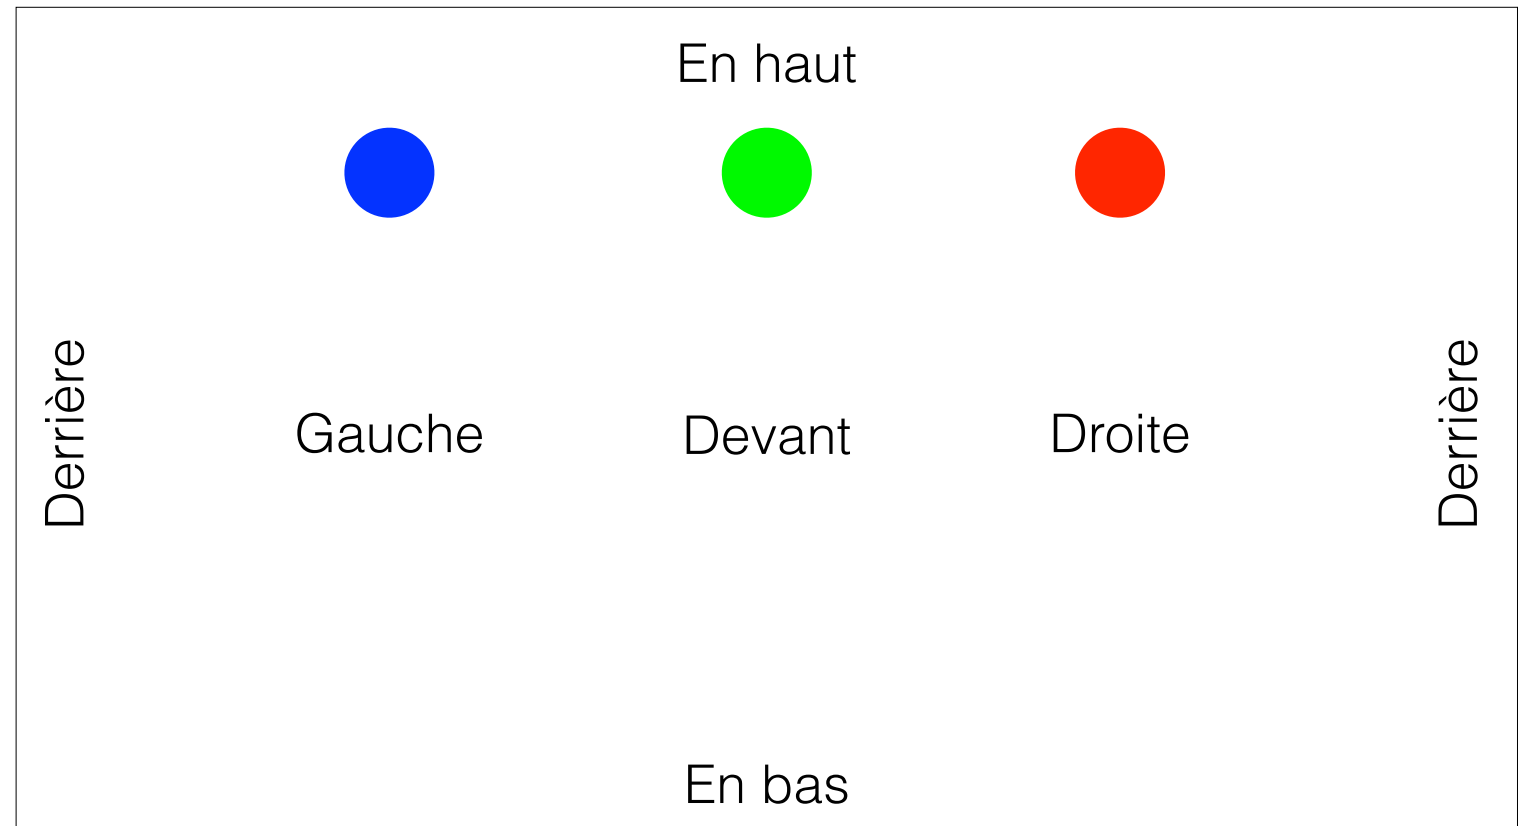 En haut
Derrière
Gauche
Devant
Droite
Derrière
En bas